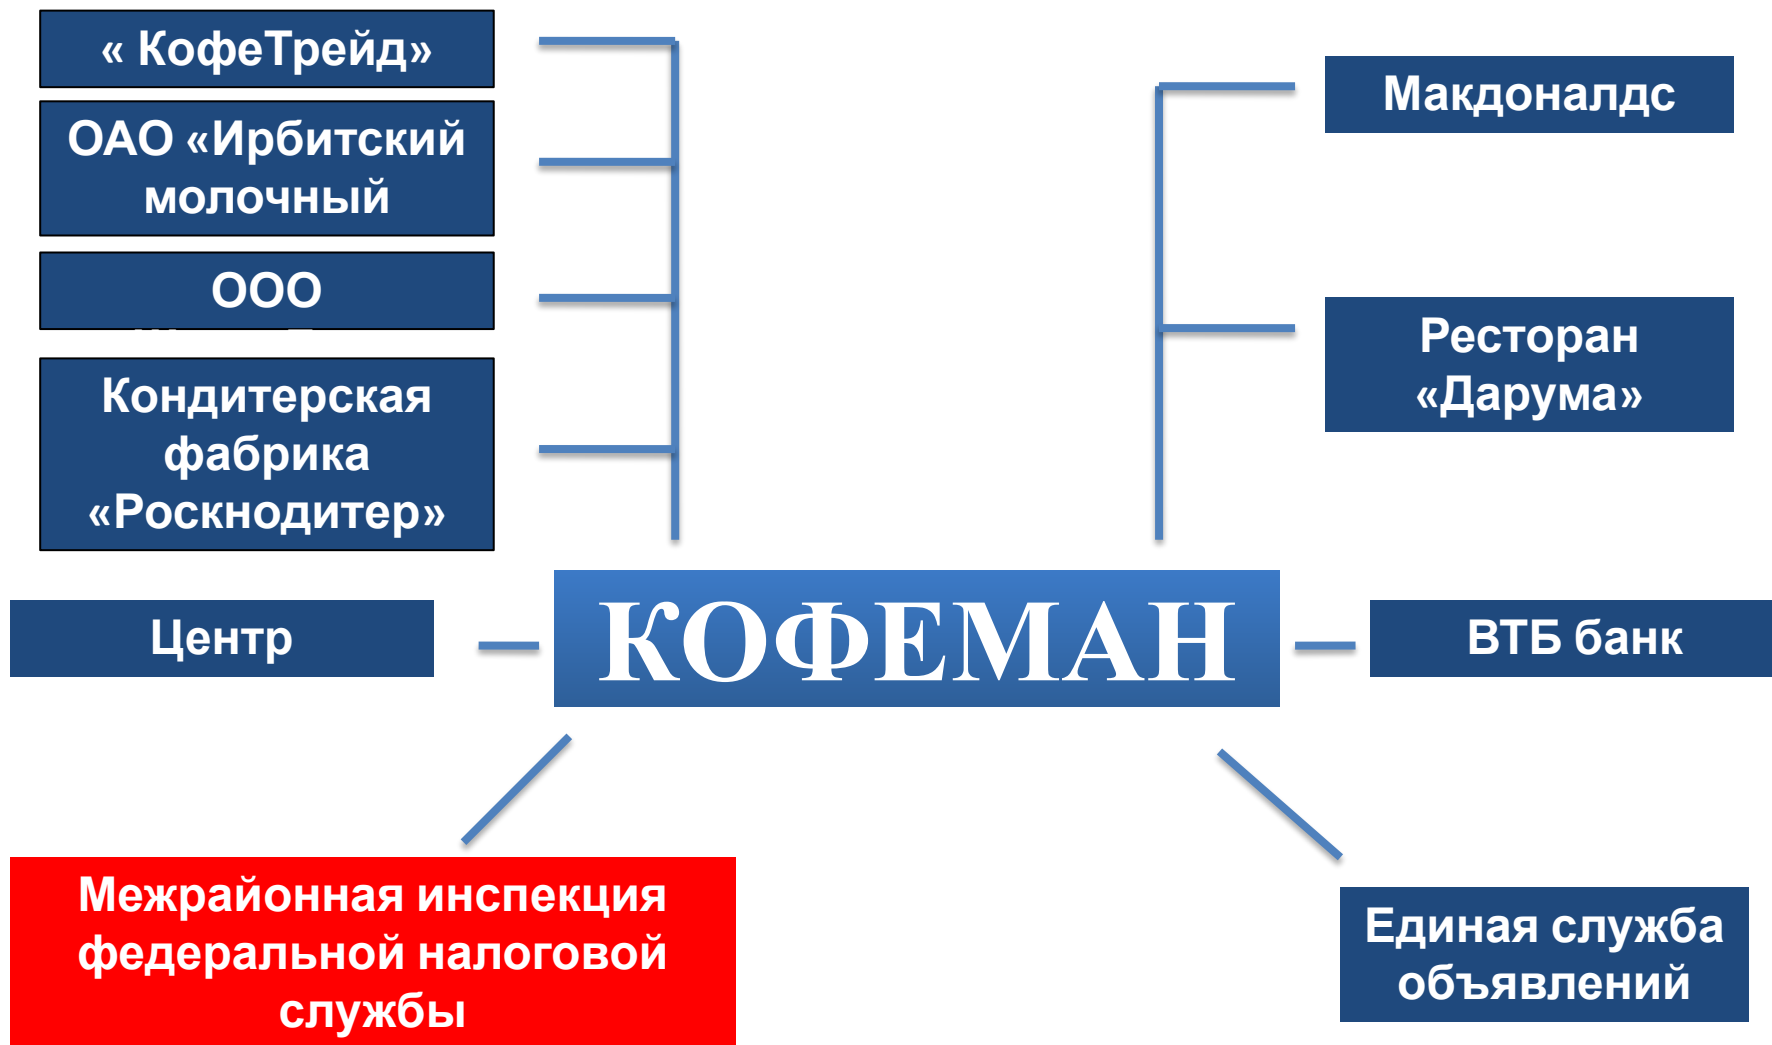 « КофеТрейд»
ОАО «Ирбитский
молочный
ООО
Кондитерская
фабрика
«Роскнодитер»
Центр
Макдоналдс
Ресторан
«Дарума»
КОФЕМАН
ВТБ банк
Межрайонная инспекция
федеральной налоговой
службы
Единая служба
объявлений